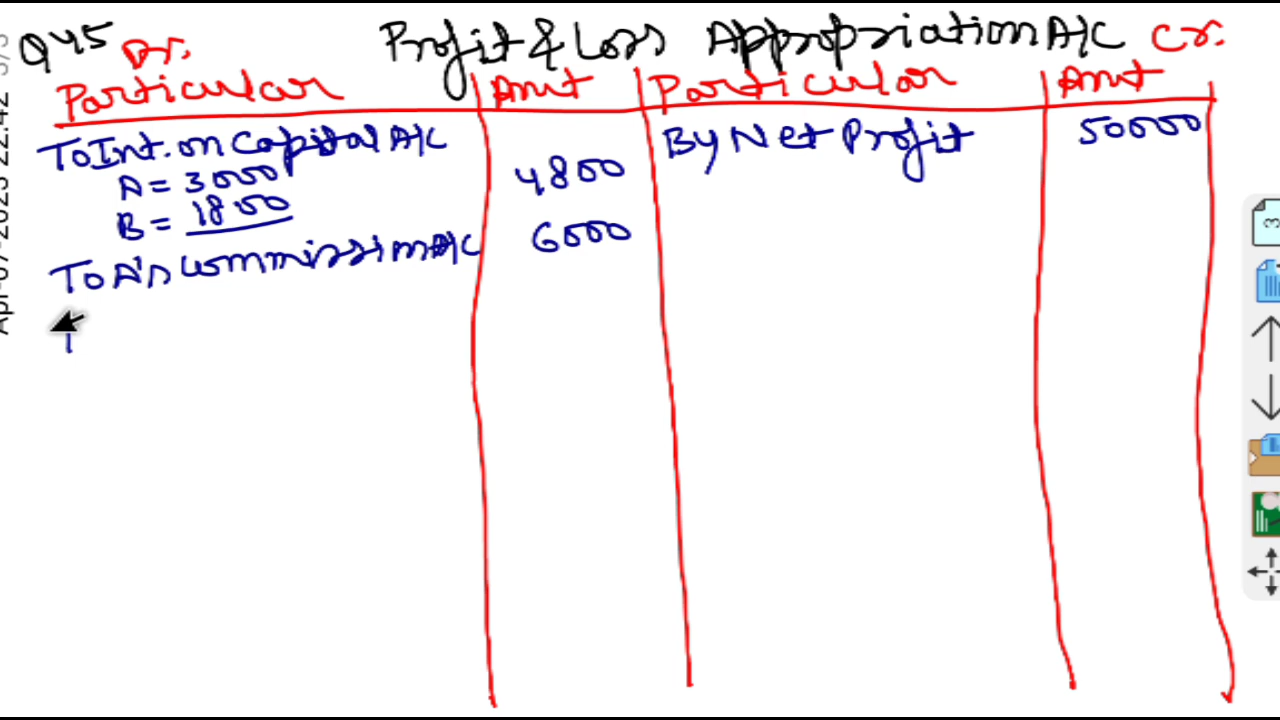 Q45 Dr. Profit & Loss Appropriation A/C Cr.
Particular Amt Particular Amt
To Int. on Capital A/C By Net Profit 50000
A = 3000 4800
B = 1800
To A's Commission A/C 6000